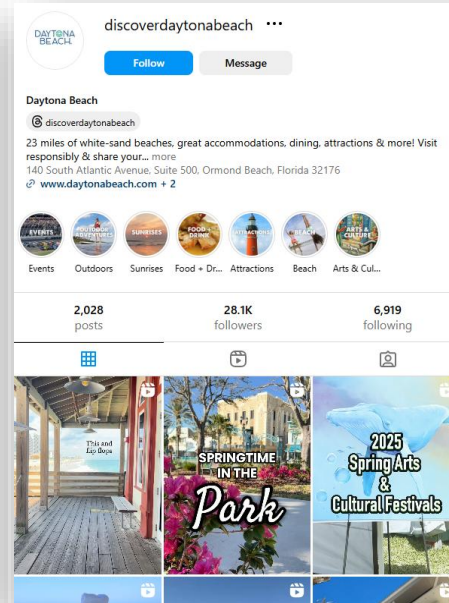 DAYTONA
BEACH.
discoverdaytonabeach ...
Follow
Message
Daytona Beach
discoverdaytonabeach
23 miles of white-sand beaches, great accommodations, dining, attractions & more! Visit
responsibly & share your... more
140 South Atlantic Avenue, Suite 500, Ormond Beach, Florida 32176
www.daytonabeach.com + 2
EVENTS
OUTDOOR
ADVENTURES
SUNRISES
FOOD +
DRINK
ATTRACTIONS
BEACH
ARTS &
CULTURE
Events
Outdoors
Sunrises
Food + Dr...
Attractions
Beach
Arts & Cul...
2,028
posts
28.1K
followers
6,919
following
This and
flip flops
SPRINGTIME
IN THE
Park
2025
Spring Arts
&
Cultural Festivals